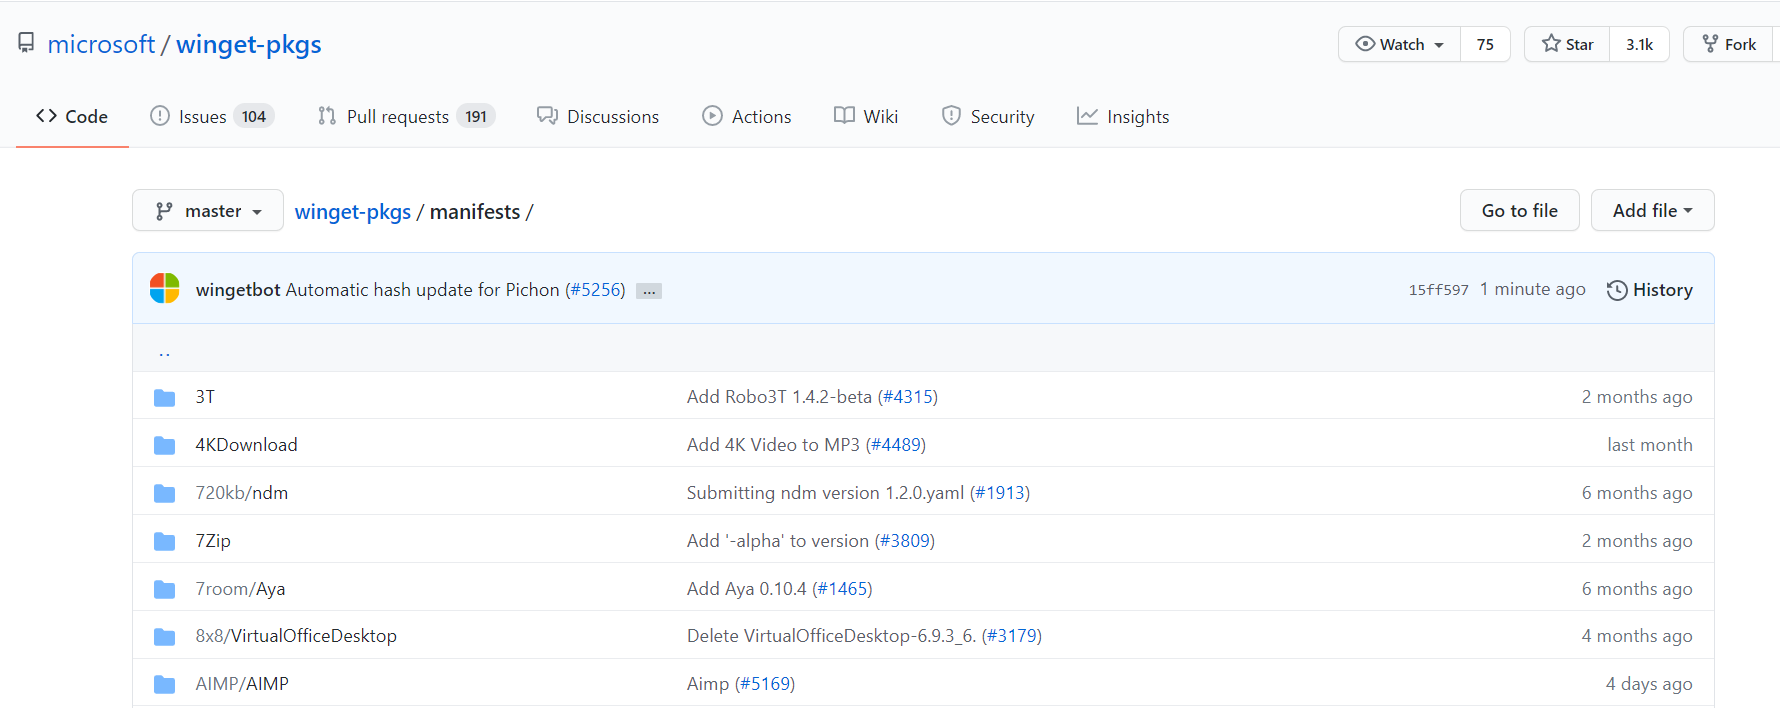 microsoft / winget-pkgs
Watch 75 Star 3.1k Fork
Code Issues 104 Pull requests 191 Discussions Actions Wiki Security Insights
master winget-pkgs / manifests / Go to file Add file
wingetbot Automatic hash update for Pichon (#5256) ... 15ff597 1 minute ago History
..
3T Add Robo3T 1.4.2-beta (#4315) 2 months ago
4KDownload Add 4K Video to MP3 (#4489) last month
720kb/ndm Submitting ndm version 1.2.0.yaml (#1913) 6 months ago
7Zip Add '-alpha' to version (#3809) 2 months ago
7room/Aya Add Aya 0.10.4 (#1465) 6 months ago
8x8/VirtualOfficeDesktop Delete VirtualOfficeDesktop-6.9.3_6. (#3179) 4 months ago
AIMP/AIMP Aimp (#5169) 4 days ago